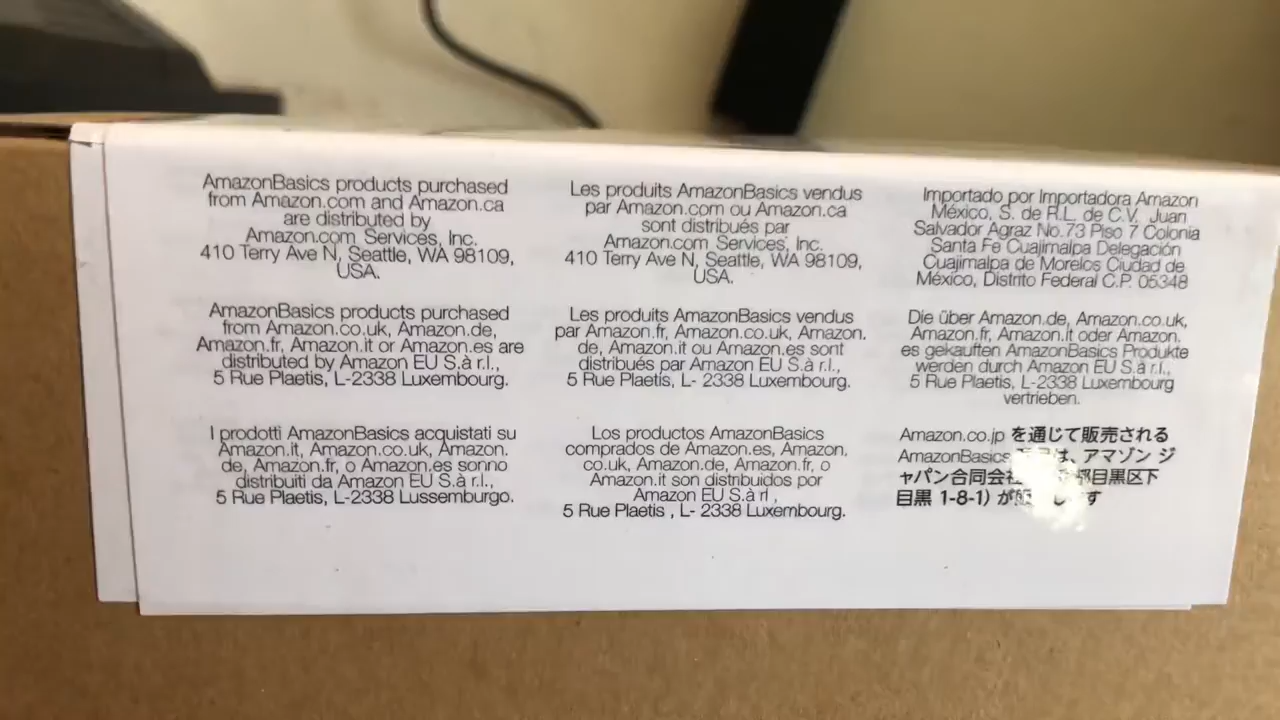 AmazonBasics products purchased
from Amazon.com and Amazon.ca
are distributed by
Amazon.com Services, Inc.
410 Terry Ave N, Seattle, WA 98109,
USA.
Les produits AmazonBasics vendus
par Amazon.com ou Amazon.ca
sont distribués par
Amazon.com Services, Inc.
410 Terry Ave N, Seattle, WA 98109,
USA.
Importado por Importadora Amazon
México, S. de R.L. de C.V. Juan
Salvador Agraz No.73 Piso 7 Colonia
Santa Fe Cuajimalpa Delegación
Cuajimalpa de Morelos Ciudad de
México, Distrito Federal C.P. 05348
AmazonBasics products purchased
from Amazon.co.uk, Amazon.de,
Amazon.fr, Amazon.it or Amazon.es are
distributed by Amazon EU S.à r.l.,
5 Rue Plaetis, L-2338 Luxembourg.
Les produits AmazonBasics vendus
par Amazon.fr, Amazon.co.uk, Amazon.
de, Amazon.it ou Amazon.es sont
distribués par Amazon EU S.à r.l.,
5 Rue Plaetis, L- 2338 Luxembourg.
Die über Amazon.de, Amazon.co.uk,
Amazon.fr, Amazon.it oder Amazon.
es gekauften AmazonBasics Produkte
werden durch Amazon EU S.à r.l.,
5 Rue Plaetis, L-2338 Luxembourg
vertrieben.
I prodotti AmazonBasics acquistati su
Amazon.it, Amazon.co.uk, Amazon.
de, Amazon.fr, o Amazon.es sonno
distribuiti da Amazon EU S.à r.l.,
5 Rue Plaetis, L-2338 Lussemburgo.
Los productos AmazonBasics
comprados de Amazon.es, Amazon.
co.uk, Amazon.de, Amazon.fr, o
Amazon.it son distribuidos por
Amazon EU S.à rl ,
5 Rue Plaetis , L- 2338 Luxembourg.
Amazon.co.jp を通じて販売される
AmazonBasics は、アマゾン ジ
ャパン合同会社 都目黒区下
目黒 1-8-1) が